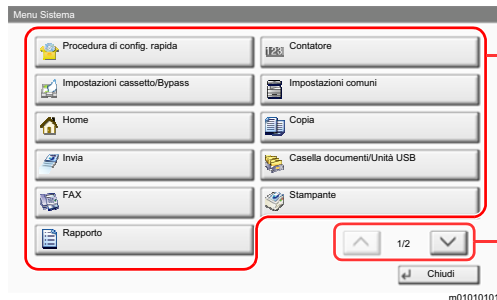 Menu Sistema
Procedura di config. rapida
Contatore
Impostazioni cassetto/Bypass
Impostazioni comuni
Home
Copia
Invia
Casella documenti/Unità USB
FAX
Stampante
Rapporto
1/2
Chiudi
m01010101